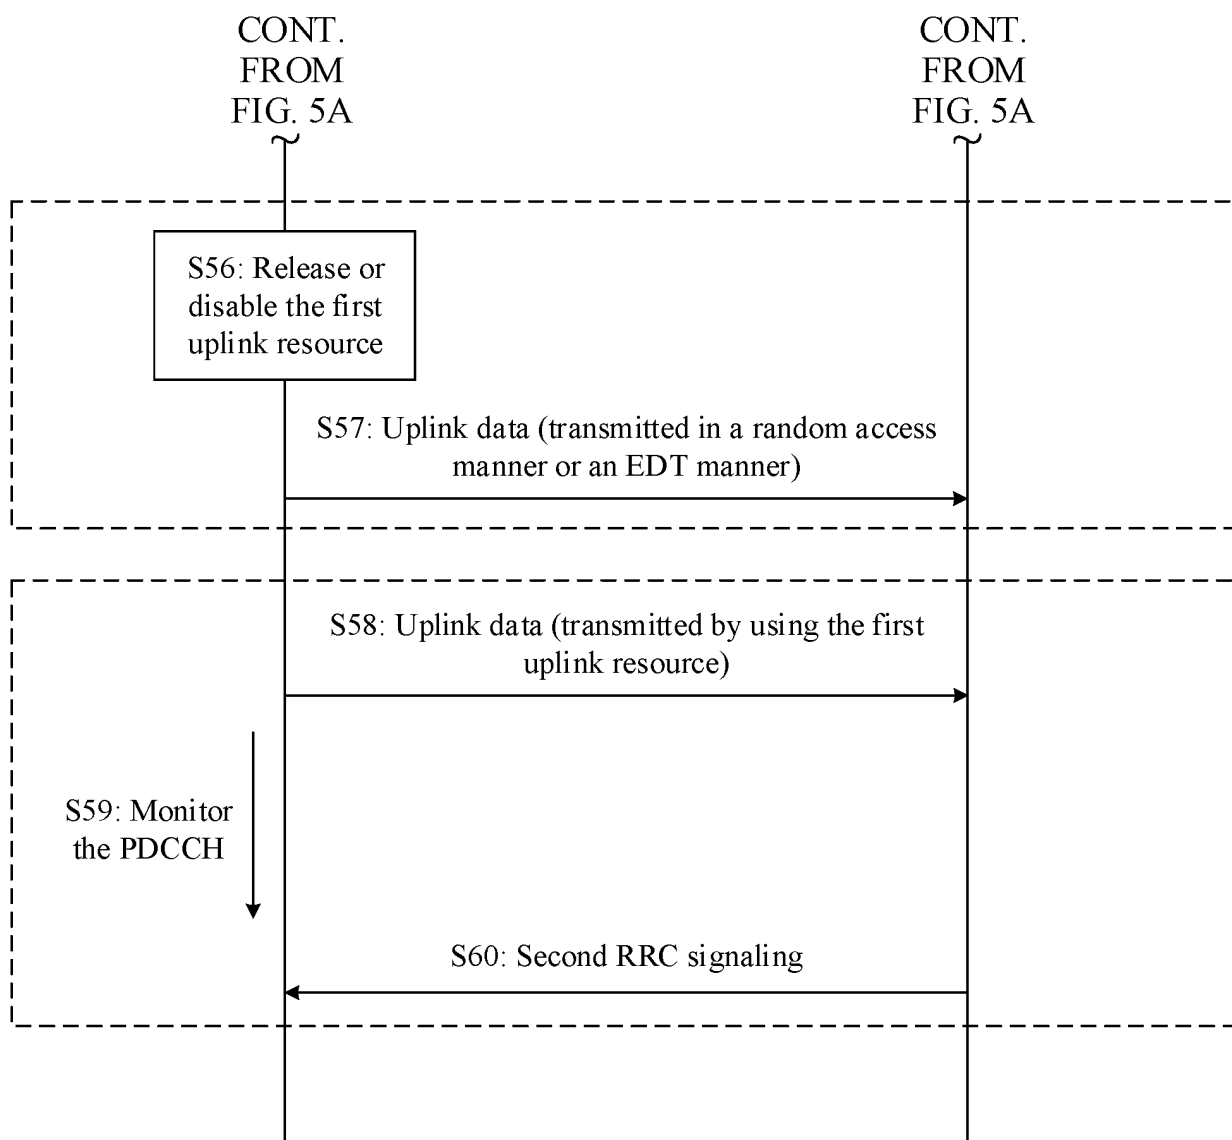 CONT.
FROM
FIG. 5A
CONT.
FROM
FIG. 5A
S56: Release or
disable the first
uplink resource
S57: Uplink data (transmitted in a random access
manner or an EDT manner)
S58: Uplink data (transmitted by using the first
uplink resource)
S59: Monitor
the PDCCH
S60: Second RRC signaling